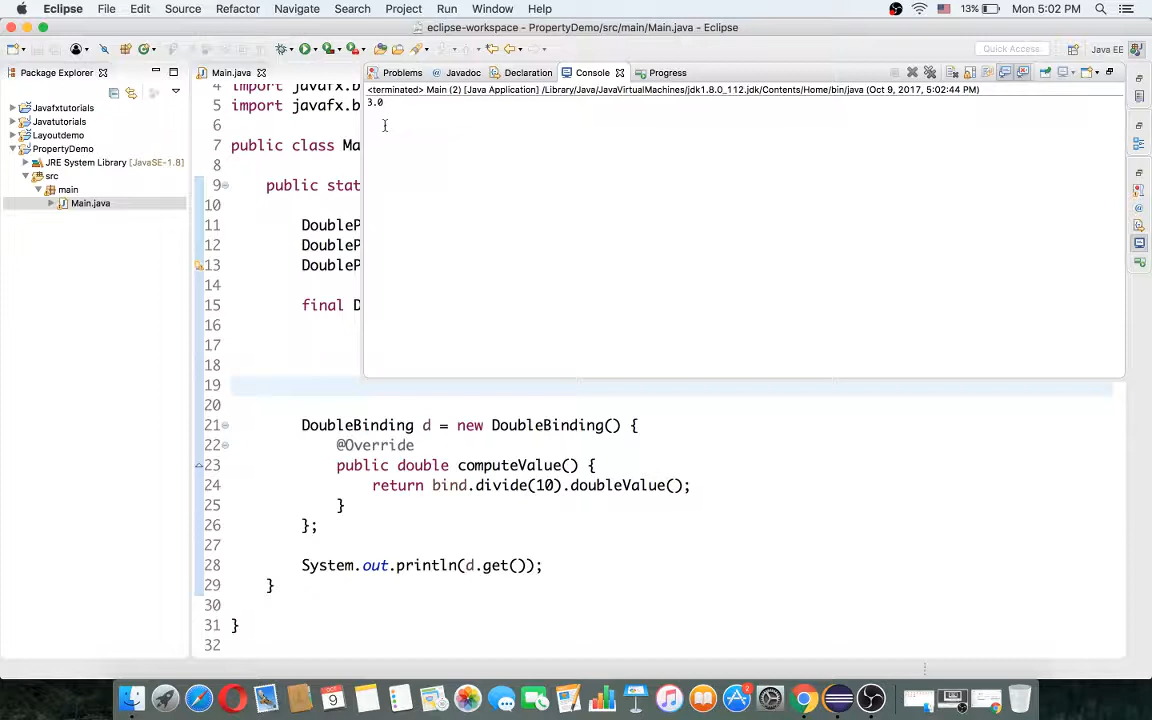 Eclipse File Edit Source Refactor Navigate Search Project Run Window Help 13% Mon 5:02 PM
eclipse-workspace - PropertyDemo/src/main/Main.java - Eclipse
Quick Access
Java EE
Package Explorer
Javafxtutorials
Javatutorials
Layoutdemo
PropertyDemo
JRE System Library [JavaSE-1.8]
src
main
Main.java
Main.java
4 import javafx.b
5 import javafx.b
6
7 public class Ma
8
9 public stat
10
11 DoubleP
12 DoubleP
13 DoubleP
14
15 final D
16
17
18
19
20
21 DoubleBinding d = new DoubleBinding() {
22 @Override
23 public double computeValue() {
24 return bind.divide(10).doubleValue();
25 }
26 };
27
28 System.out.println(d.get());
29 }
30
31 }
32
Problems Javadoc Declaration Console Progress
<terminated> Main (2) [Java Application] /Library/Java/JavaVirtualMachines/jdk1.8.0_112.jdk/Contents/Home/bin/java (Oct 9, 2017, 5:02:44 PM)
3.0
9
2